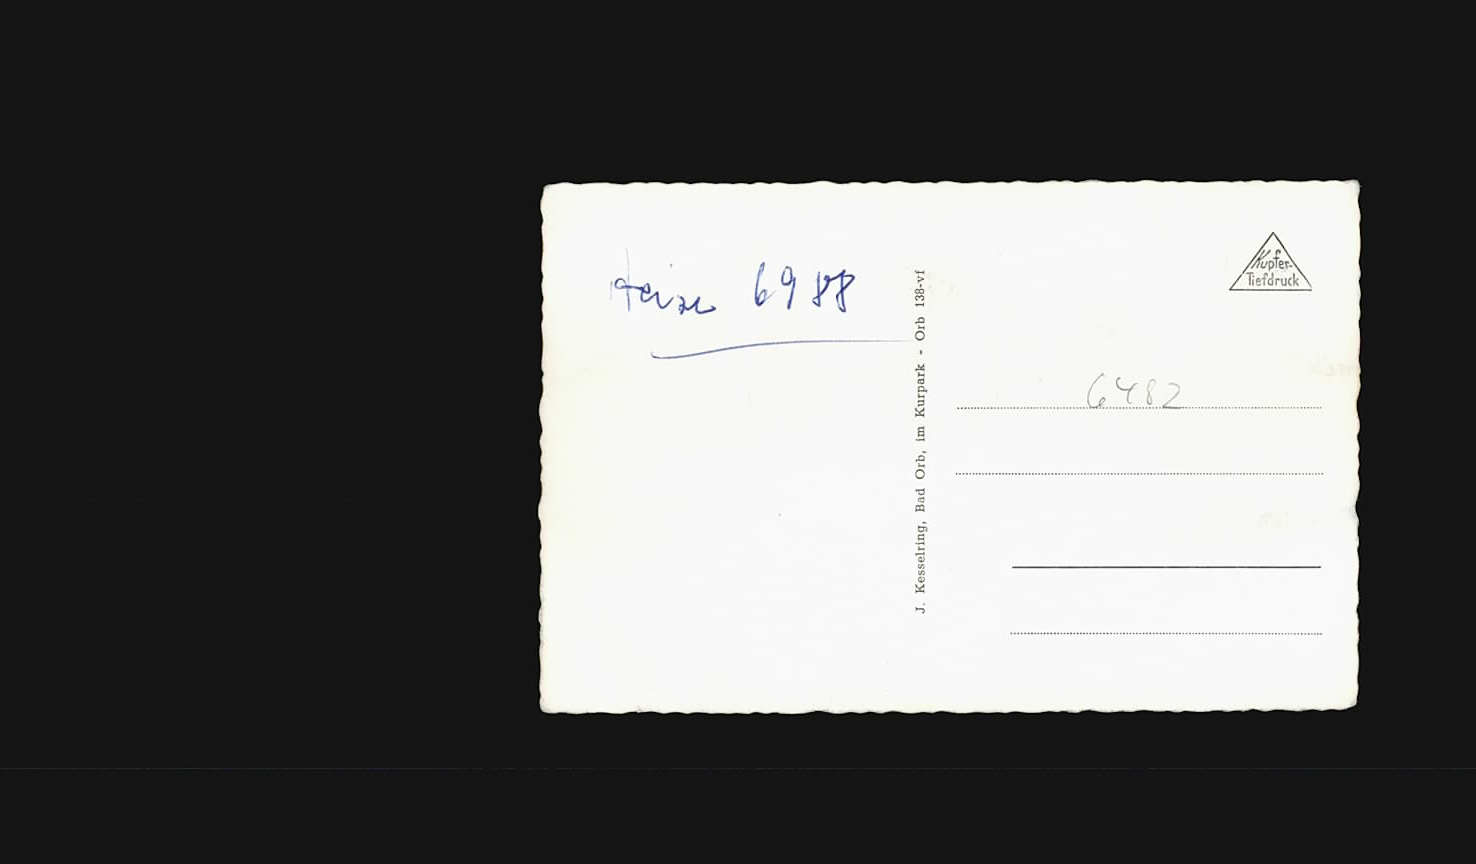 6988
J. Kesselring, Bad Orb, im Kurpark - Orb 138-vf
Kupfer-
Tiefdruck
6482